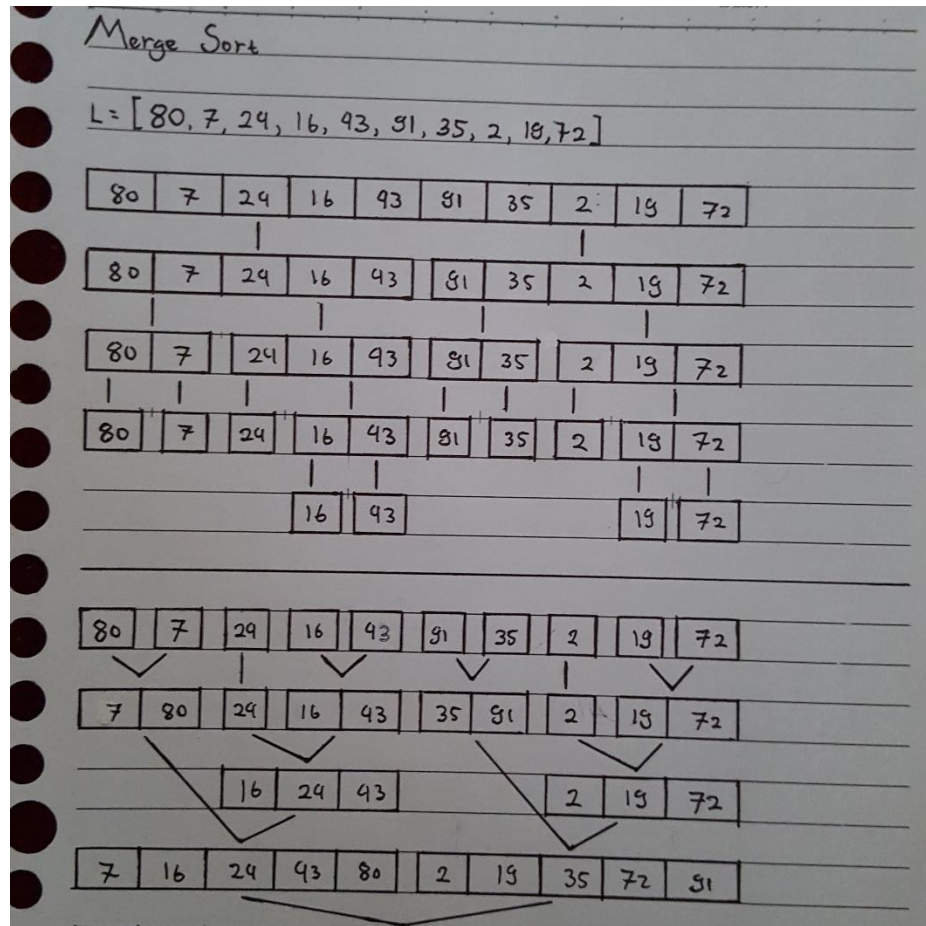 Merge Sort
L = [80, 7, 24, 16, 43, 91, 35, 2, 19, 72]
80 7 24 16 43 91 35 2 19 72
80 7 24 16 43 91 35 2 19 72
80 7 24 16 43 91 35 2 19 72
80 7 24 16 43 91 35 2 19 72
16 43 19 72
80 7 24 16 43 91 35 2 19 72
7 80 24 16 43 35 91 2 19 72
16 24 43 2 19 72
7 16 24 43 80 2 19 35 72 91